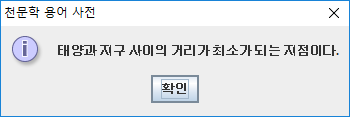 천문학 용어 사전
태양과 지구 사이의 거리가 최소가 되는 지점이다.
확인